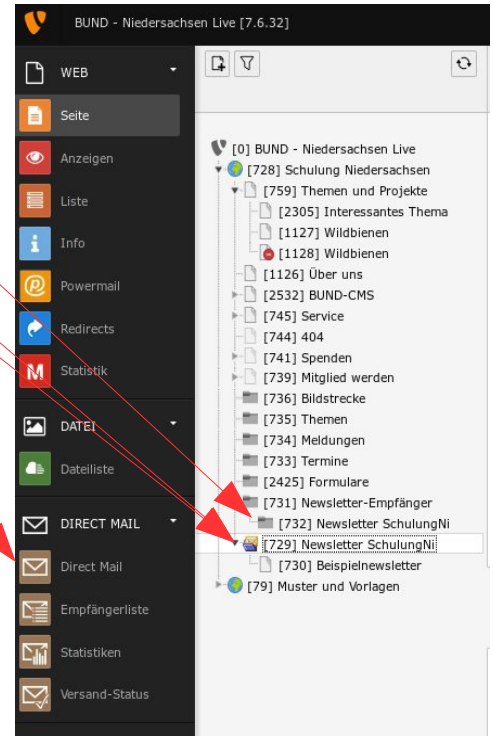 BUND - Niedersachsen Live [7.6.32]
WEB
Seite
Anzeigen
Liste
Info
Powermail
Redirects
Statistik
DATEI
Dateiliste
DIRECT MAIL
Direct Mail
Empfängerliste
Statistiken
Versand-Status
[0] BUND - Niedersachsen Live
[728] Schulung Niedersachsen
[759] Themen und Projekte
[2305] Interessantes Thema
[1127] Wildbienen
[1128] Wildbienen
[1126] Über uns
[2532] BUND-CMS
[745] Service
[744] 404
[741] Spenden
[739] Mitglied werden
[736] Bildstrecke
[735] Themen
[734] Meldungen
[733] Termine
[2425] Formulare
[731] Newsletter-Empfänger
[732] Newsletter SchulungNi
[729] Newsletter SchulungNi
[730] Beispielnewsletter
[79] Muster und Vorlagen